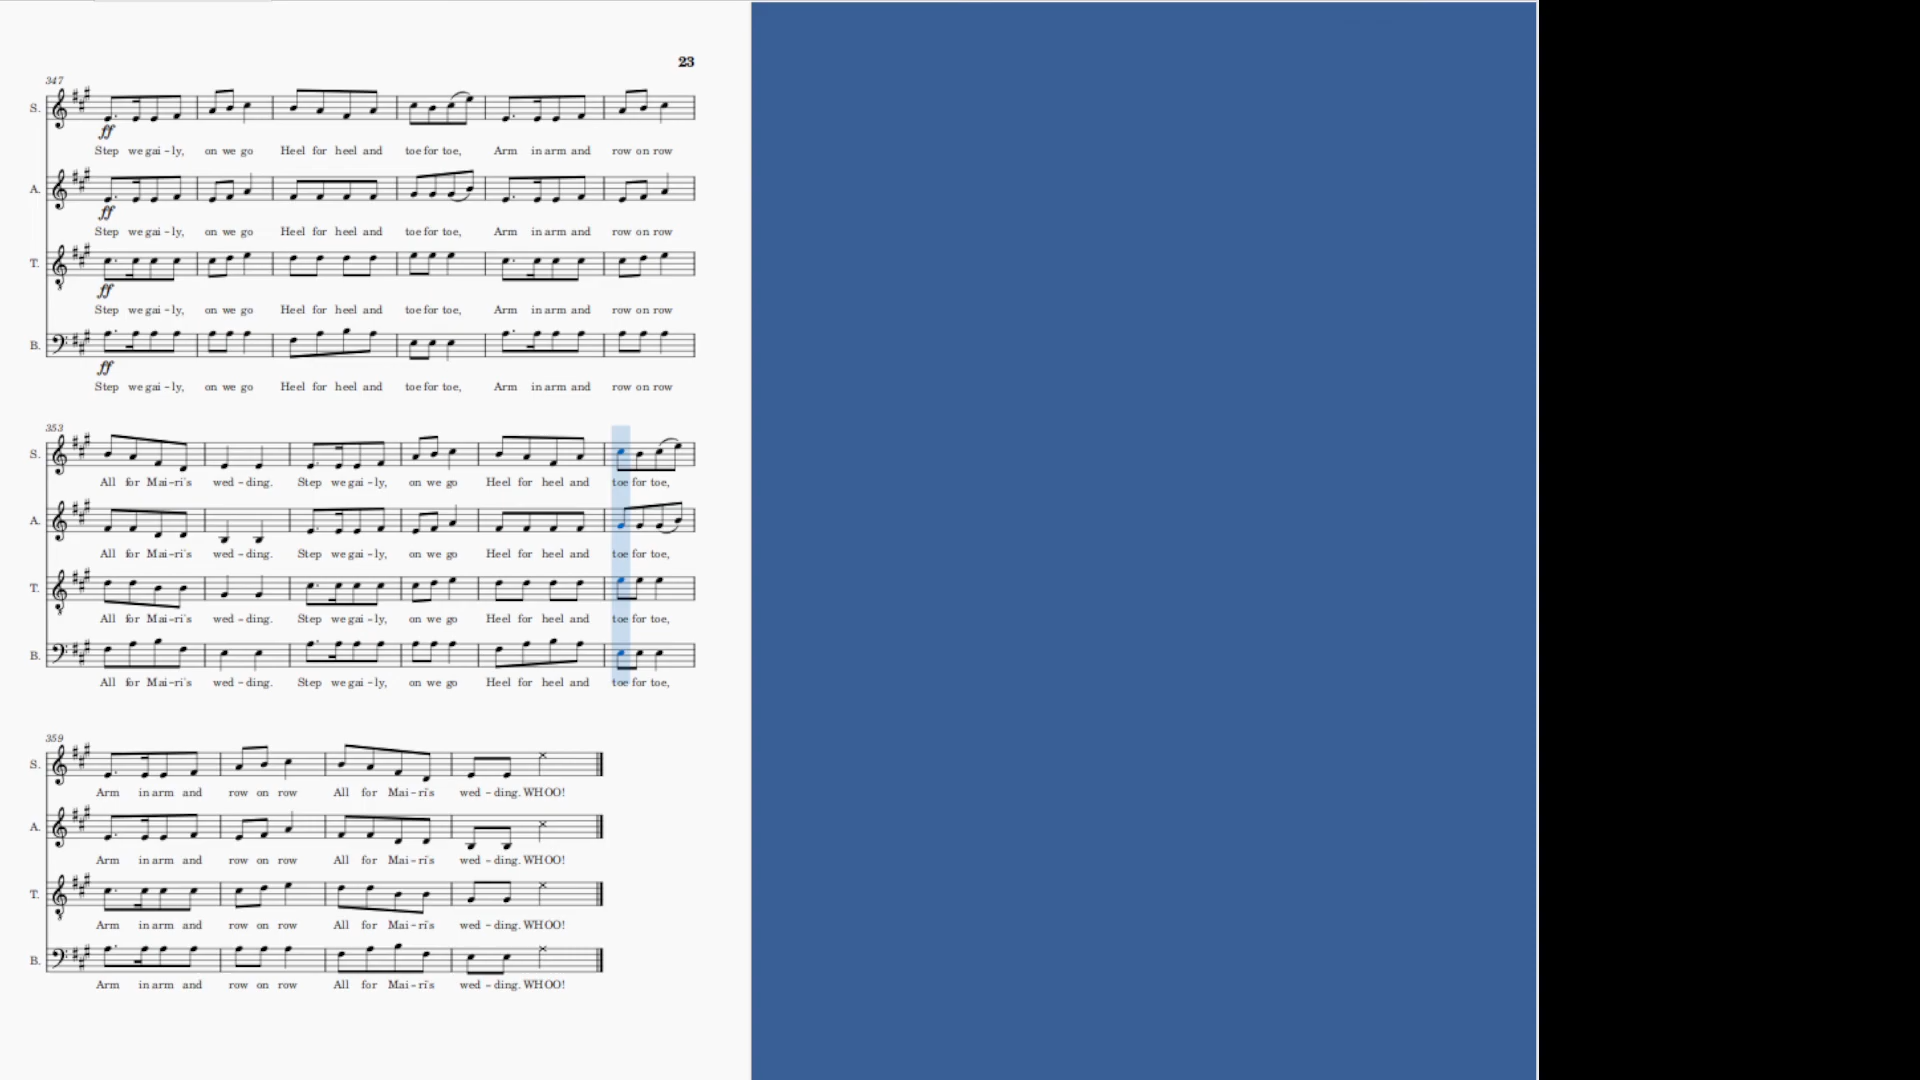 23
347
S.
ff
Step we gai – ly, on we go Heel for heel and toe for toe, Arm in arm and row on row
A.
ff
Step we gai – ly, on we go Heel for heel and toe for toe, Arm in arm and row on row
T.
ff
Step we gai – ly, on we go Heel for heel and toe for toe, Arm in arm and row on row
B.
ff
Step we gai – ly, on we go Heel for heel and toe for toe, Arm in arm and row on row
353
S.
All for Mai – ri's wed – ding. Step we gai – ly, on we go Heel for heel and toe for toe,
A.
All for Mai – ri's wed – ding. Step we gai – ly, on we go Heel for heel and toe for toe,
T.
All for Mai – ri's wed – ding. Step we gai – ly, on we go Heel for heel and toe for toe,
B.
All for Mai – ri's wed – ding. Step we gai – ly, on we go Heel for heel and toe for toe,
359
S.
Arm in arm and row on row All for Mai – ri's wed – ding. WHOO!
A.
Arm in arm and row on row All for Mai – ri's wed – ding. WHOO!
T.
Arm in arm and row on row All for Mai – ri's wed – ding. WHOO!
B.
Arm in arm and row on row All for Mai – ri's wed – ding. WHOO!